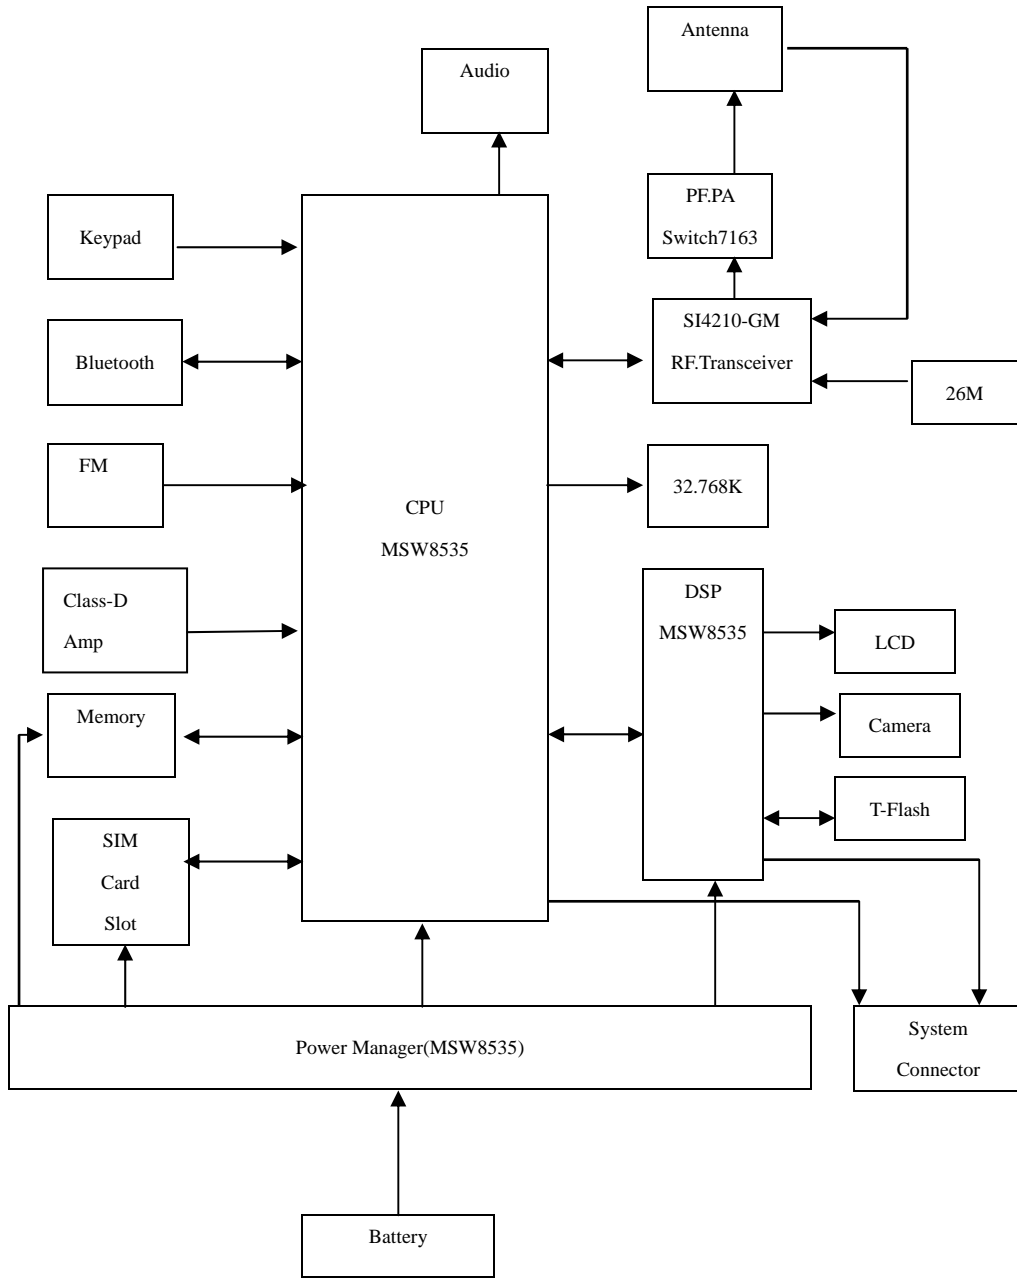 Antenna
Audio
PF.PA
Switch7163
Keypad
SI4210-GM
RF.Transceiver
Bluetooth
26M
FM
32.768K
CPU
MSW8535
Class-D
Amp
DSP
MSW8535
LCD
Memory
Camera
T-Flash
SIM
Card
Slot
Power Manager(MSW8535)
System
Connector
Battery